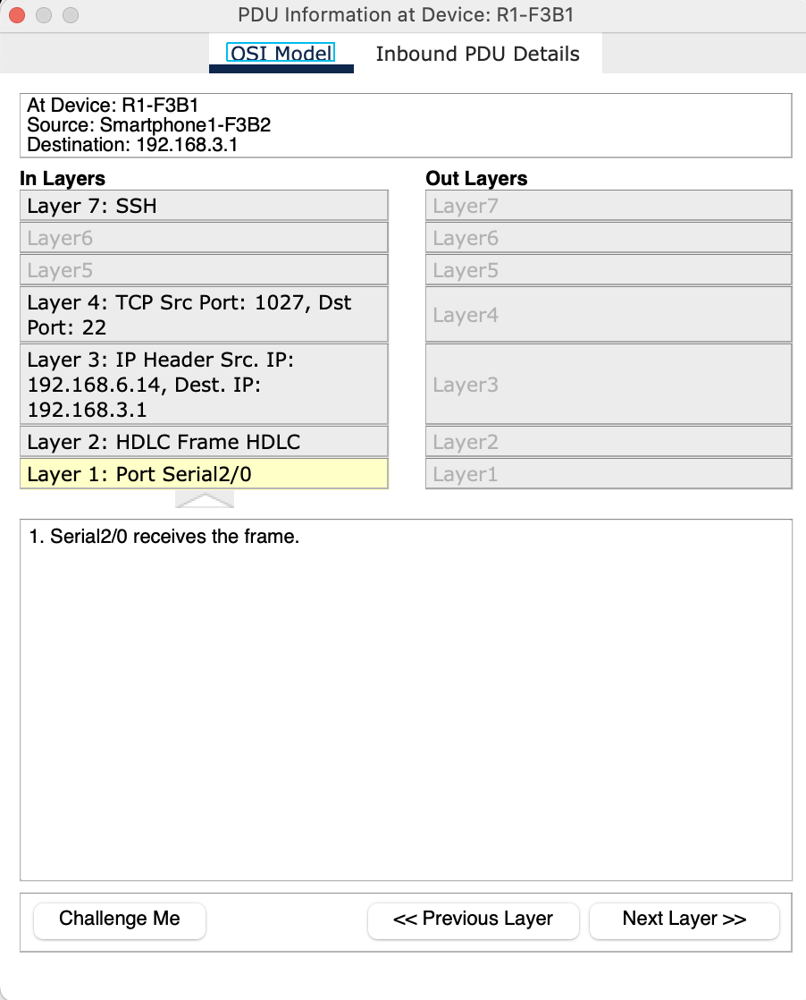 PDU Information at Device: R1-F3B1
OSI Model
Inbound PDU Details
At Device: R1-F3B1
Source: Smartphone1-F3B2
Destination: 192.168.3.1
In Layers
Layer 7: SSH
Layer6
Layer5
Layer 4: TCP Src Port: 1027, Dst
Port: 22
Layer 3: IP Header Src. IP:
192.168.6.14, Dest. IP:
192.168.3.1
Layer 2: HDLC Frame HDLC
Layer 1: Port Serial2/0
Out Layers
Layer7
Layer6
Layer5
Layer4
Layer3
Layer2
Layer1
1. Serial2/0 receives the frame.
Challenge Me
<< Previous Layer
Next Layer >>